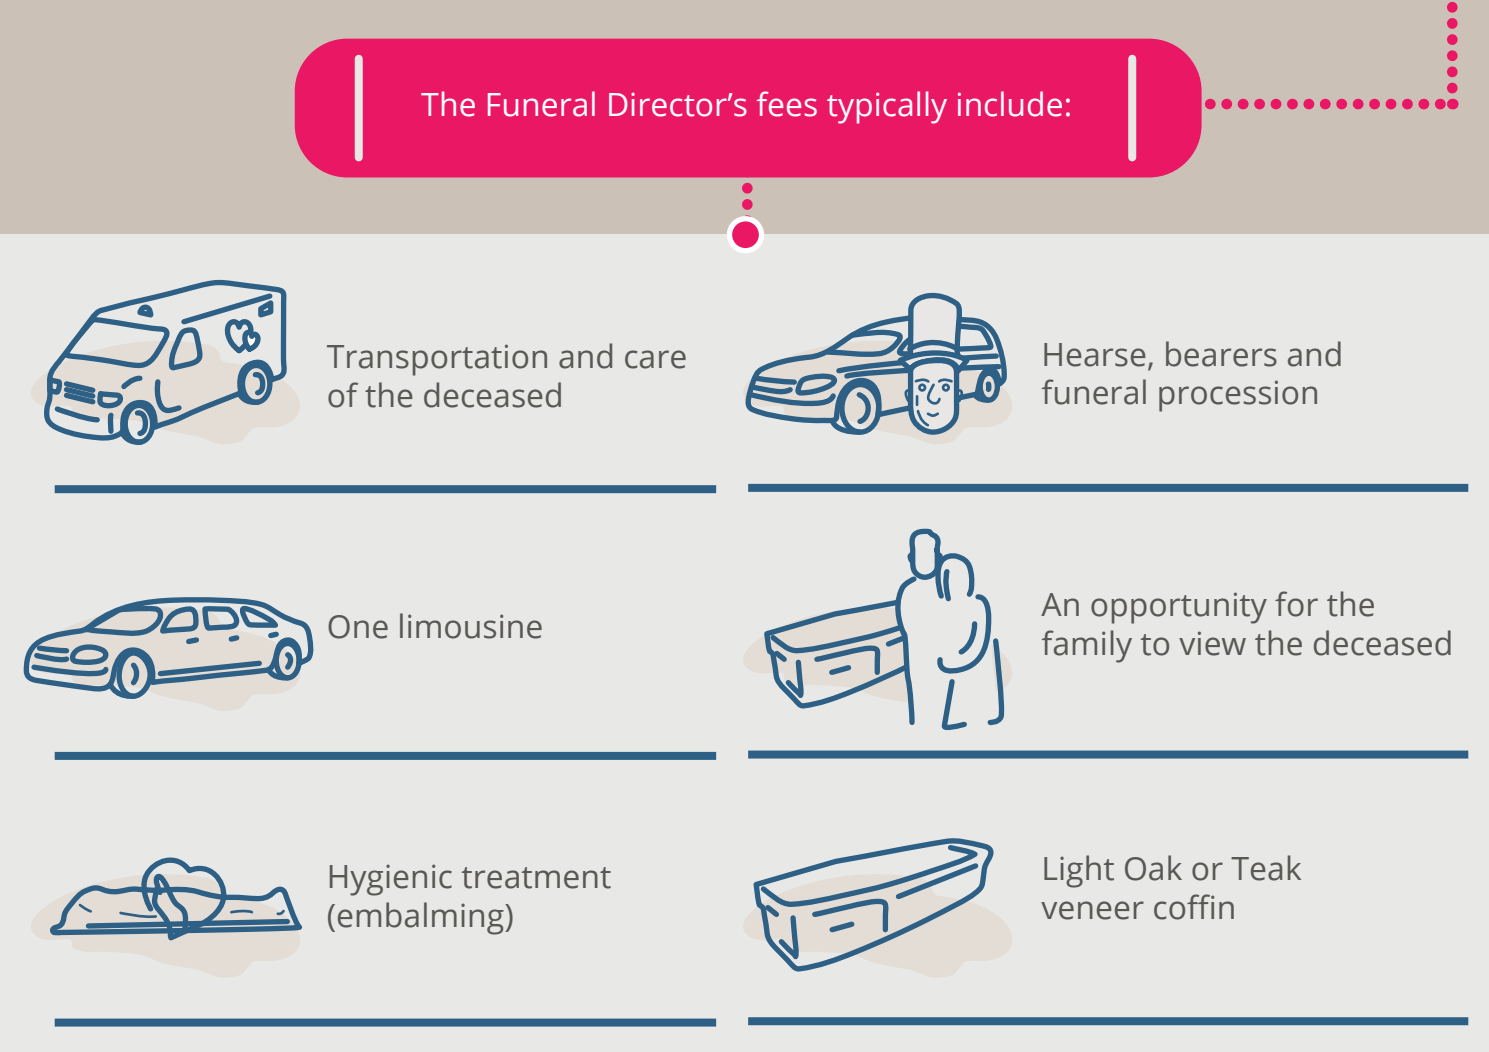 The Funeral Director’s fees typically include:
Transportation and care
of the deceased
Hearse, bearers and
funeral procession
One limousine
An opportunity for the
family to view the deceased
Hygienic treatment
(embalming)
Light Oak or Teak
veneer coffin